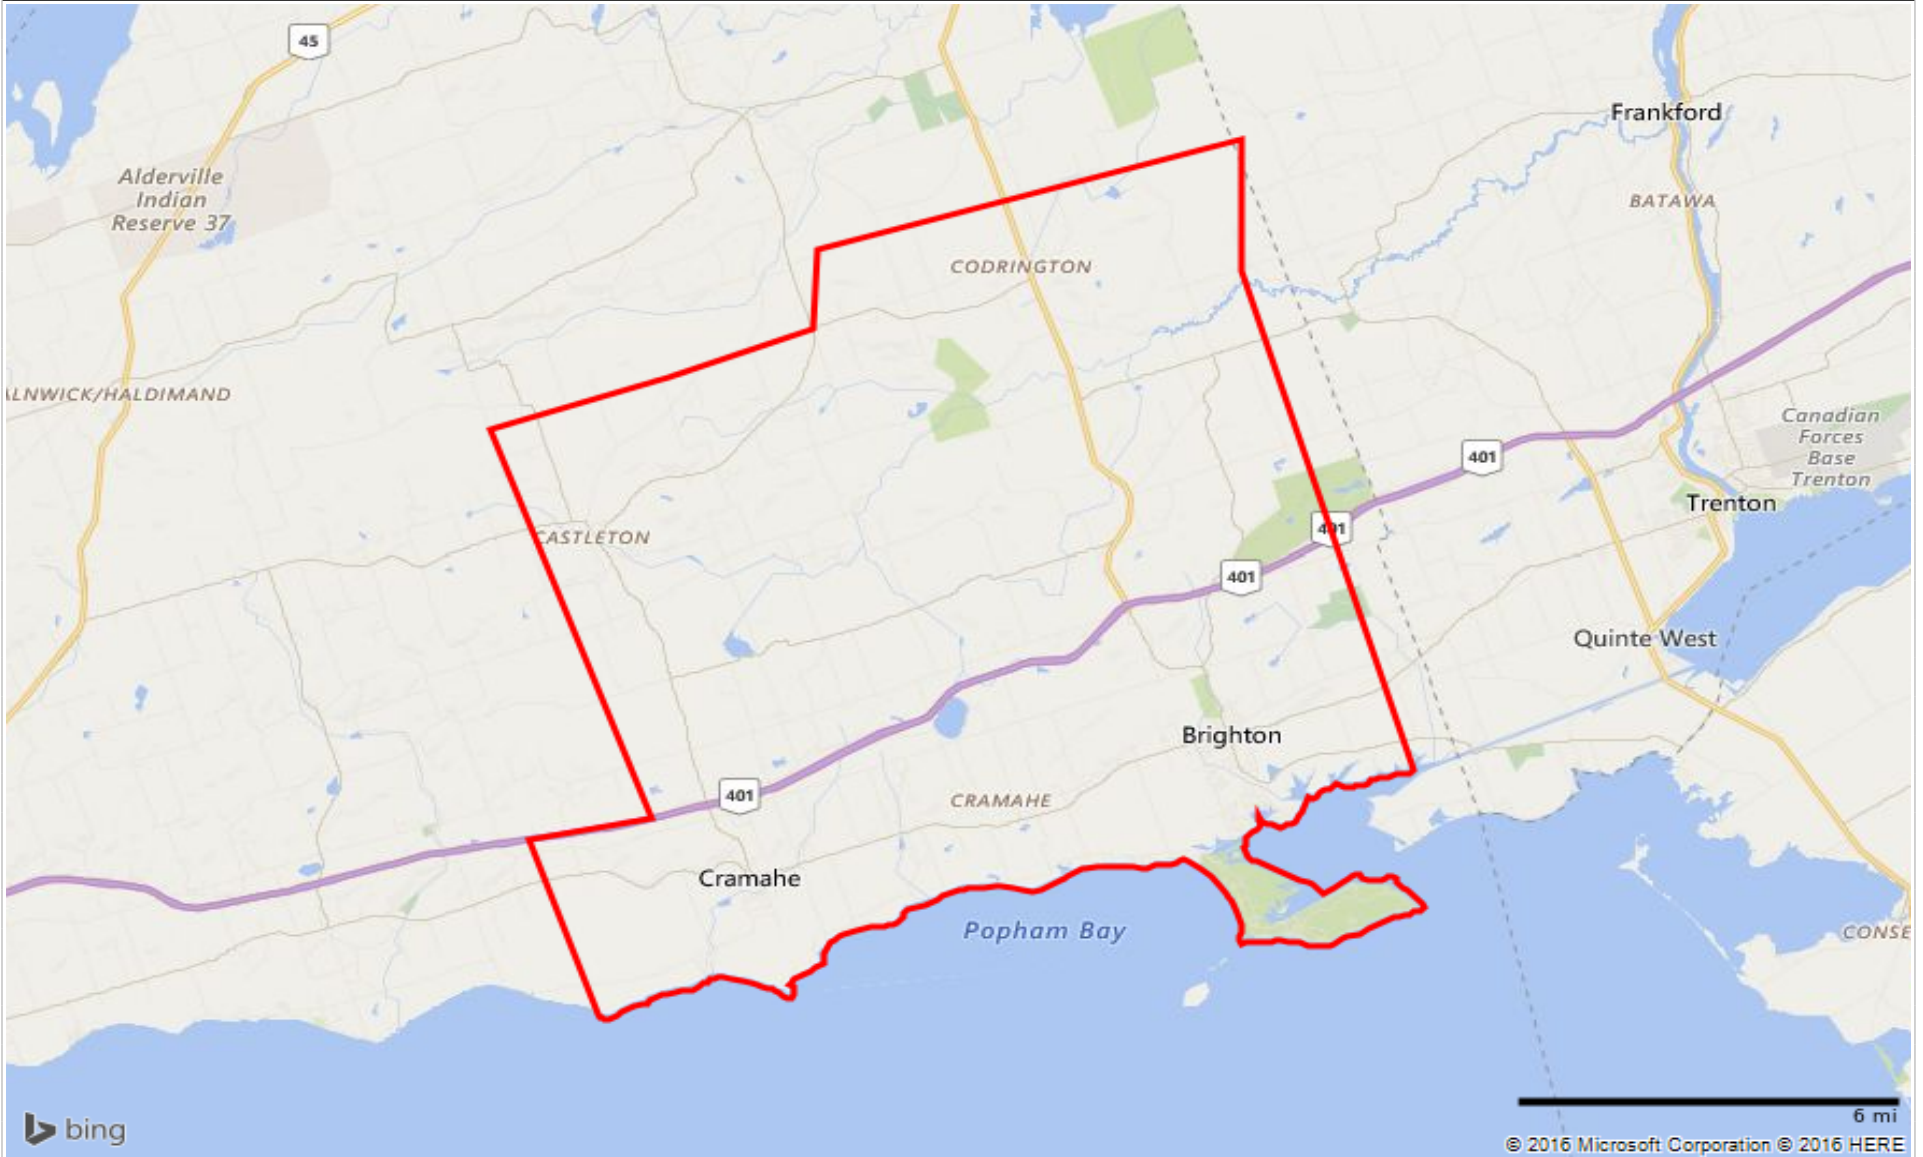 45
Frankford
Alderville
Indian
Reserve 37
BATAWA
CODRINGTON
ALNWICK/HALDIMAND
Canadian
Forces
Base
Trenton
401
Trenton
401
CASTLETON
401
Quinte West
Brighton
401
CRAMAHE
Cramahe
Popham Bay
CONSE
6 mi
bing
© 2016 Microsoft Corporation © 2016 HERE